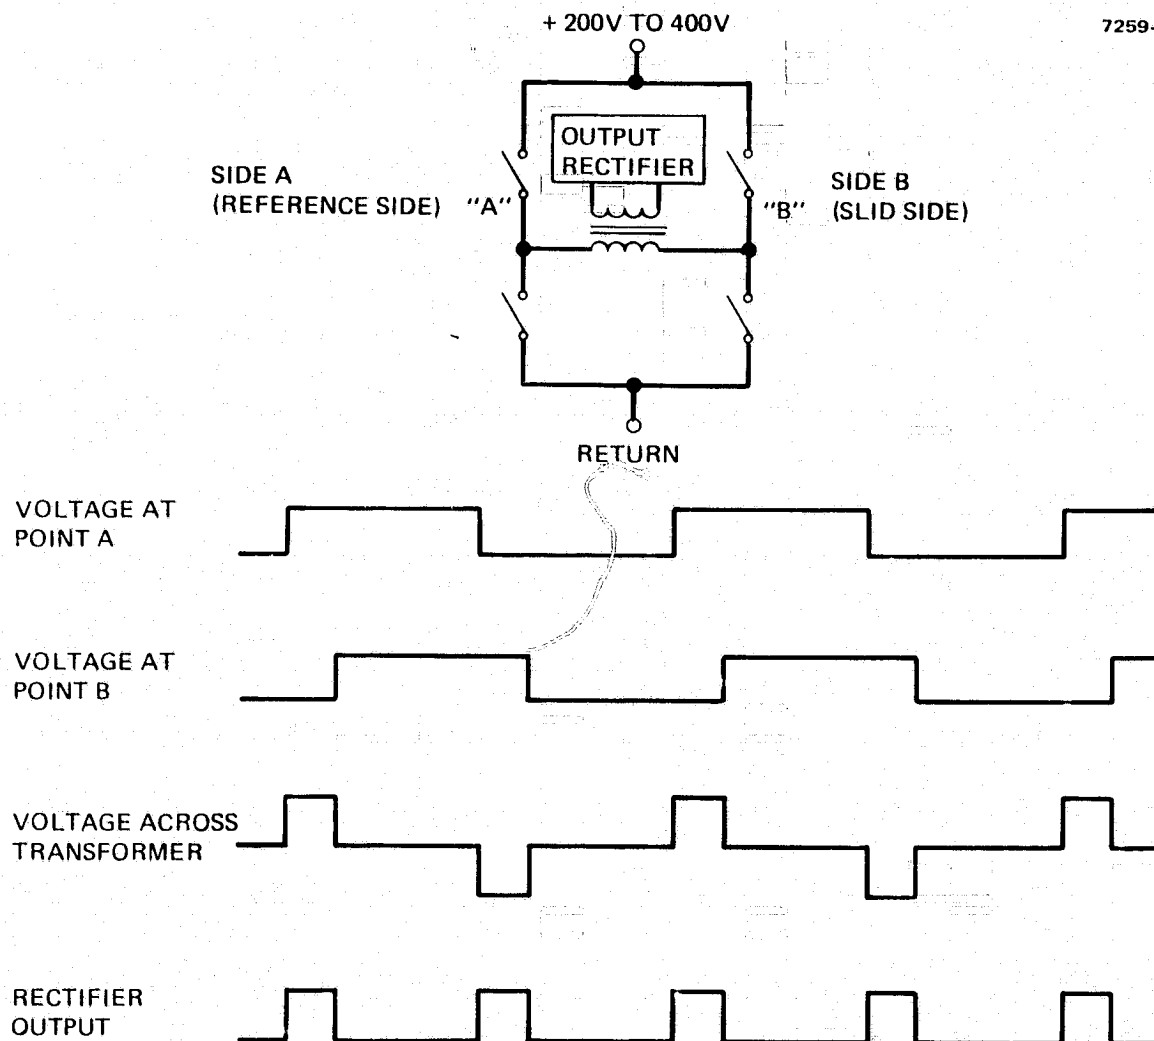 + 200V TO 400V
7259-
OUTPUT
RECTIFIER
SIDE A
(REFERENCE SIDE)
"A"
"B"
SIDE B
(SLID SIDE)
RETURN
VOLTAGE AT
POINT A
VOLTAGE AT
POINT B
VOLTAGE ACROSS
TRANSFORMER
RECTIFIER
OUTPUT